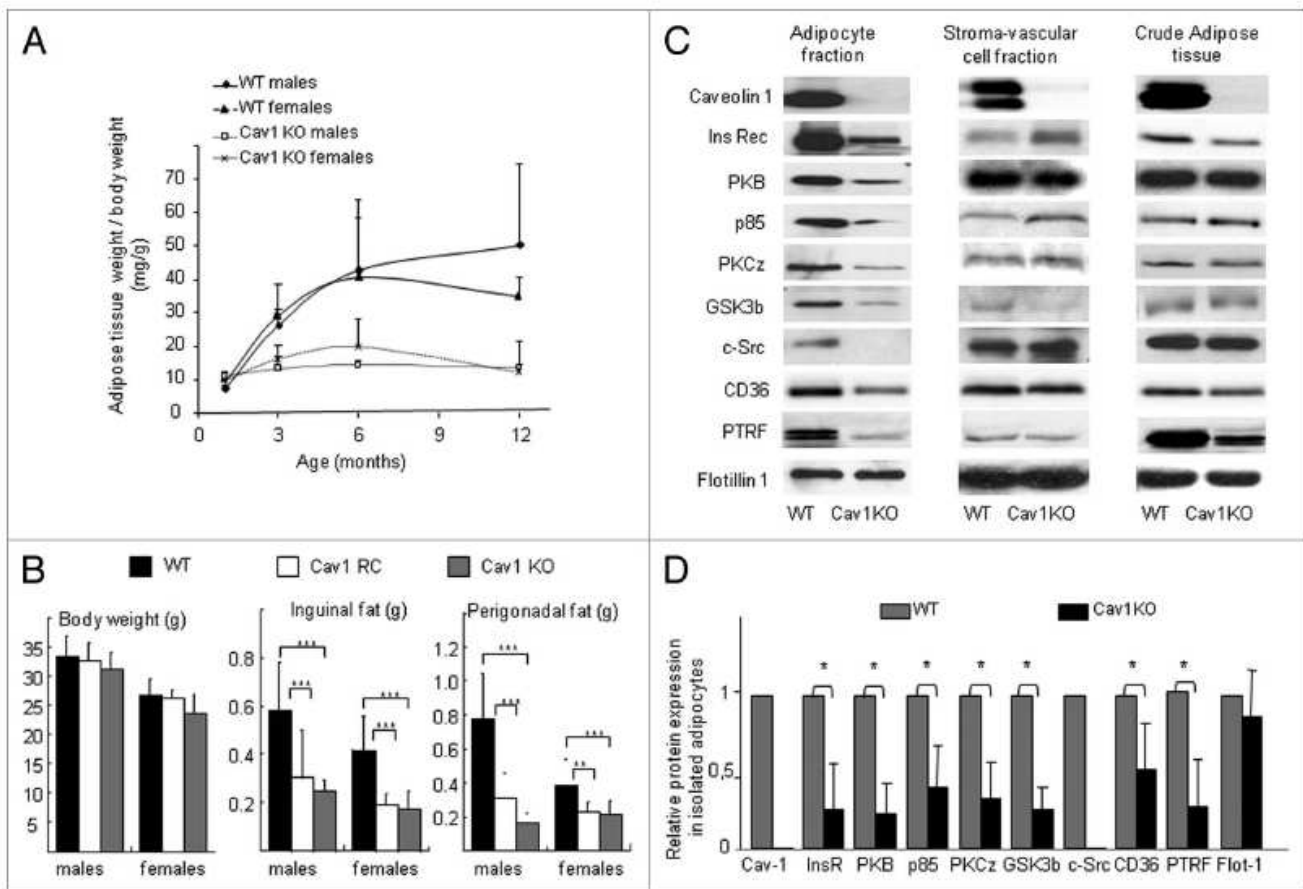 A
WT males
WT females
Cav1 KO males
Cav1 KO females
Adipose tissue weight / body weight
(mg/g)
70
60
50
40
30
20
10
0
0 3 6 9 12
Age (months)
C
Adipocyte
fraction
Stroma-vascular
cell fraction
Crude Adipose
tissue
Caveolin 1
Ins Rec
PKB
p85
PKCz
GSK3b
c-Src
CD36
PTRF
Flotillin 1
WT Cav1KO WT Cav1KO WT Cav1KO
B
WT Cav1 RC Cav1 KO
Body weight (g)
35
30
25
20
15
10
5
males females
Inguinal fat (g)
0.8
0.6
0.4
0.2
*** *** *** ***
males females
Perigonadal fat (g)
1.2
1.0
0.8
0.6
0.4
0.2
*** *** *** **
males females
D
WT Cav1KO
Relative protein expression
in isolated adipocytes
1
0,5
0
* * * * * * *
Cav-1 InsR PKB p85 PKCz GSK3b c-Src CD36 PTRF Flot-1